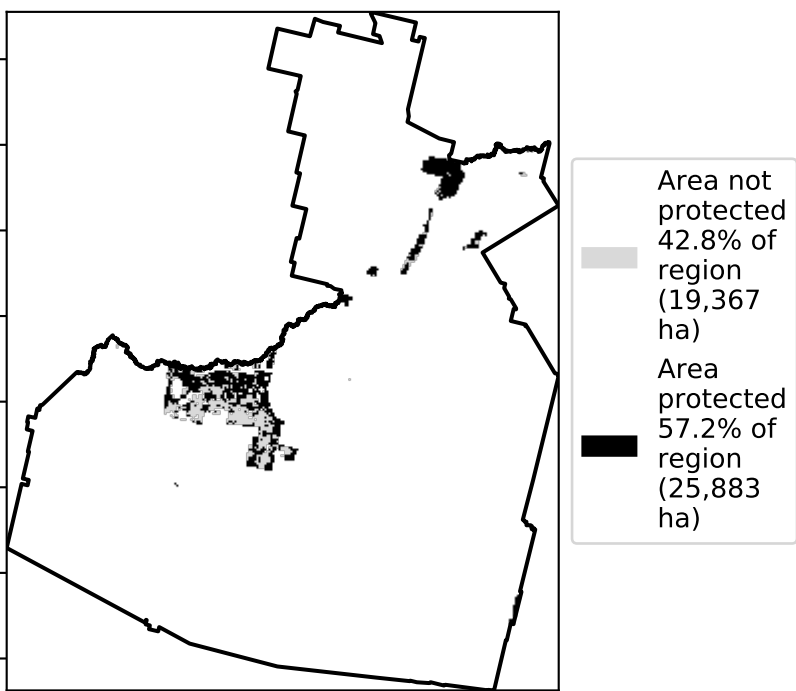 Area not
protected
42.8% of
region
(19,367
ha)
Area
protected
57.2% of
region
(25,883
ha)